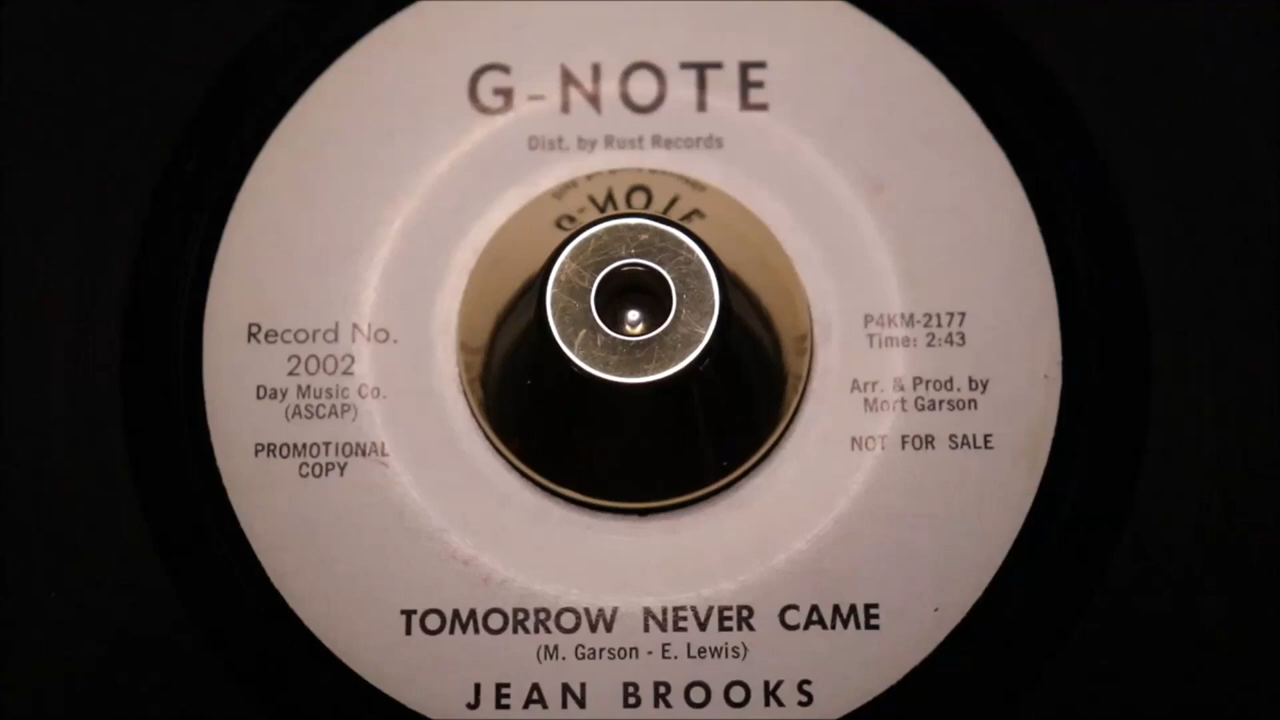 G-NOTE
Dist. by Rust Records
G-NOTE
Record No.
2002
Day Music Co.
(ASCAP)
PROMOTIONAL
COPY
P4KM-2177
Time: 2:43
Arr. & Prod. by
Mort Garson
NOT FOR SALE
TOMORROW NEVER CAME
(M. Garson - E. Lewis)
JEAN BROOKS